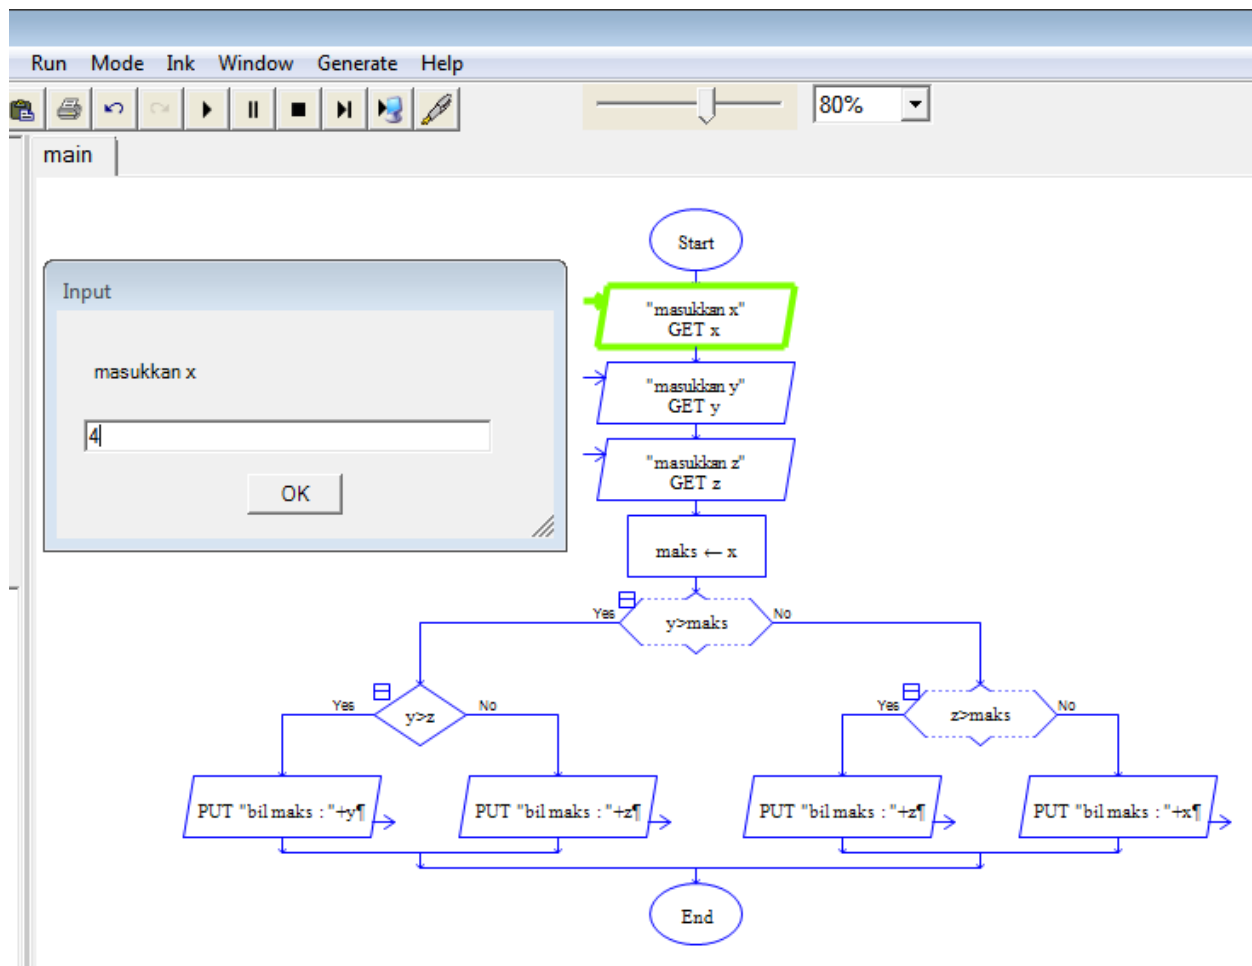 Run Mode Ink Window Generate Help
80%
main
Start
Input
"masukkan x"
GET x
masukkan x
"masukkan y"
GET y
4
"masukkan z"
GET z
OK
maks ← x
Yes
y>maks
No
Yes
y>z
No
Yes
z>maks
No
PUT "bil maks : "+y¶
PUT "bil maks : "+z¶
PUT "bil maks : "+z¶
PUT "bil maks : "+x¶
End